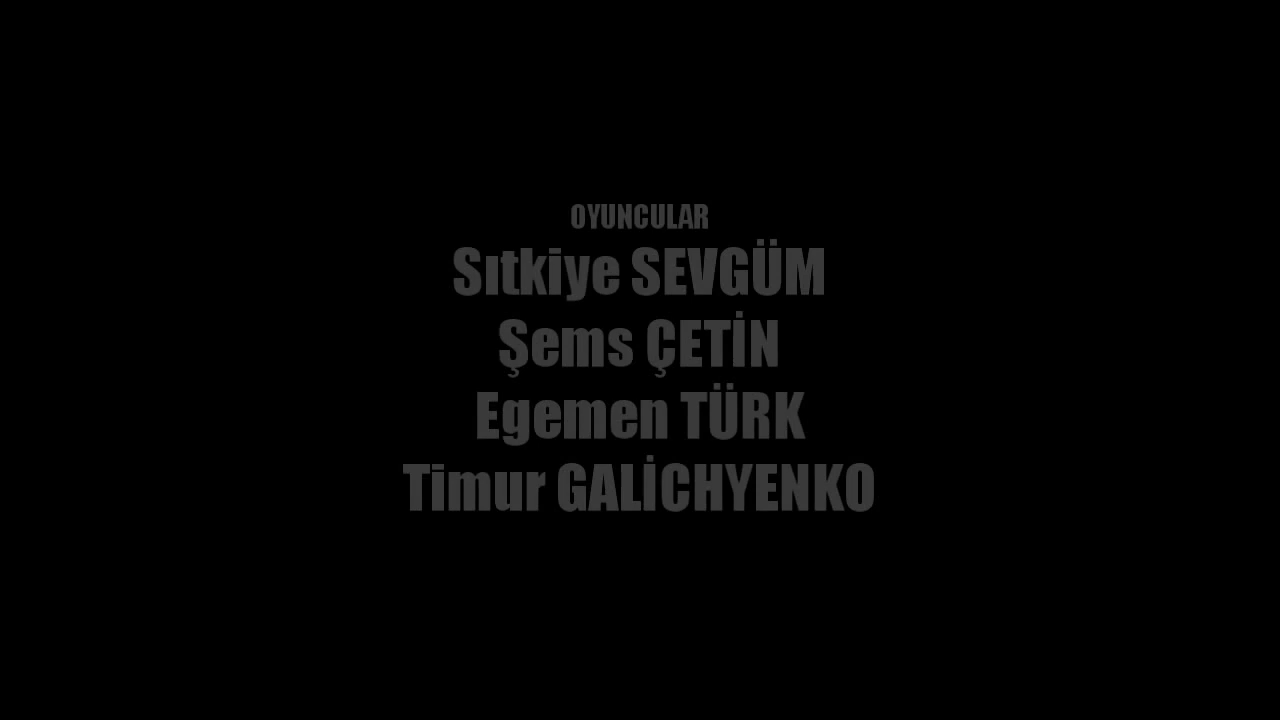 OYUNCULAR
Sıtkiye SEVGÜM
Şems ÇETİN
Egemen TÜRK
Timur GALİCHYENKO